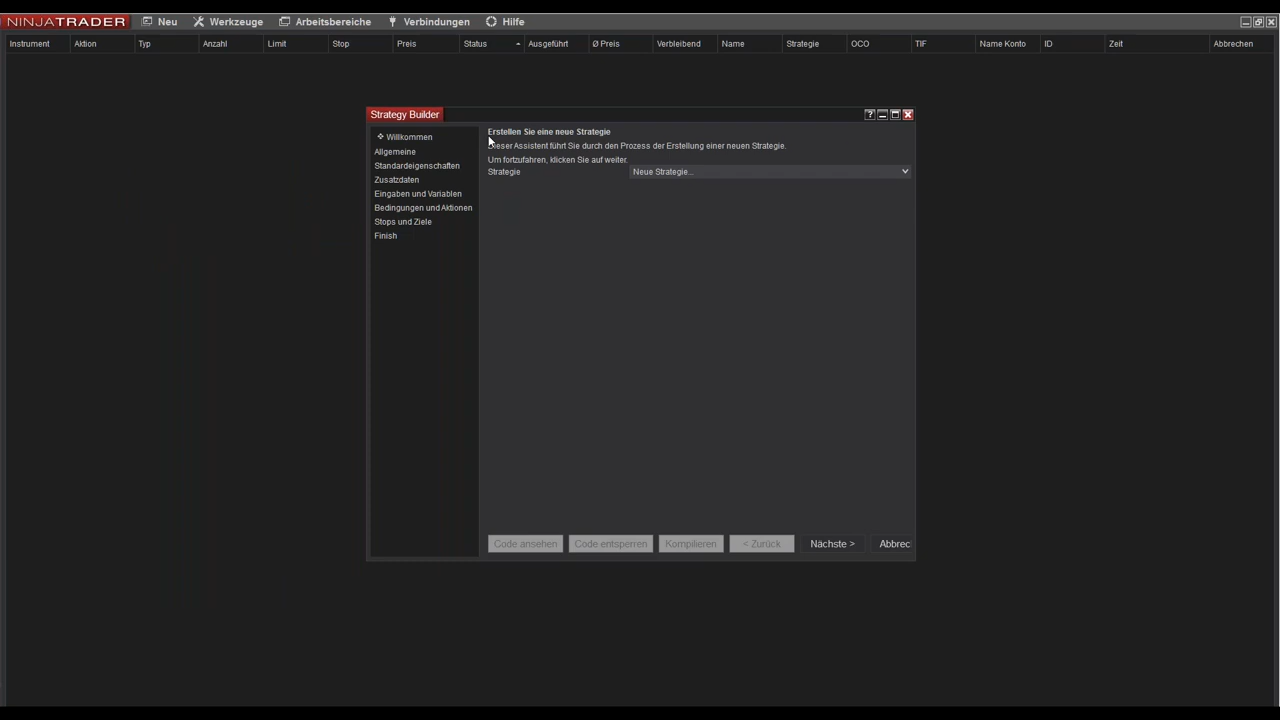 NINJATRADER Neu Werkzeuge Arbeitsbereiche Verbindungen Hilfe
Instrument Aktion Typ Anzahl Limit Stop Preis Status Ausgeführt Ø Preis Verbleibend Name Strategie OCO TIF Name Konto ID Zeit Abbrechen
Strategy Builder
Willkommen
Allgemeine
Standardeigenschaften
Zusatzdaten
Eingaben und Variablen
Bedingungen und Aktionen
Stops und Ziele
Finish
Erstellen Sie eine neue Strategie
Dieser Assistent führt Sie durch den Prozess der Erstellung einer neuen Strategie.
Um fortzufahren, klicken Sie auf weiter.
Strategie Neue Strategie...
Code ansehen Code entsperren Kompilieren < Zurück Nächste > Abbrec